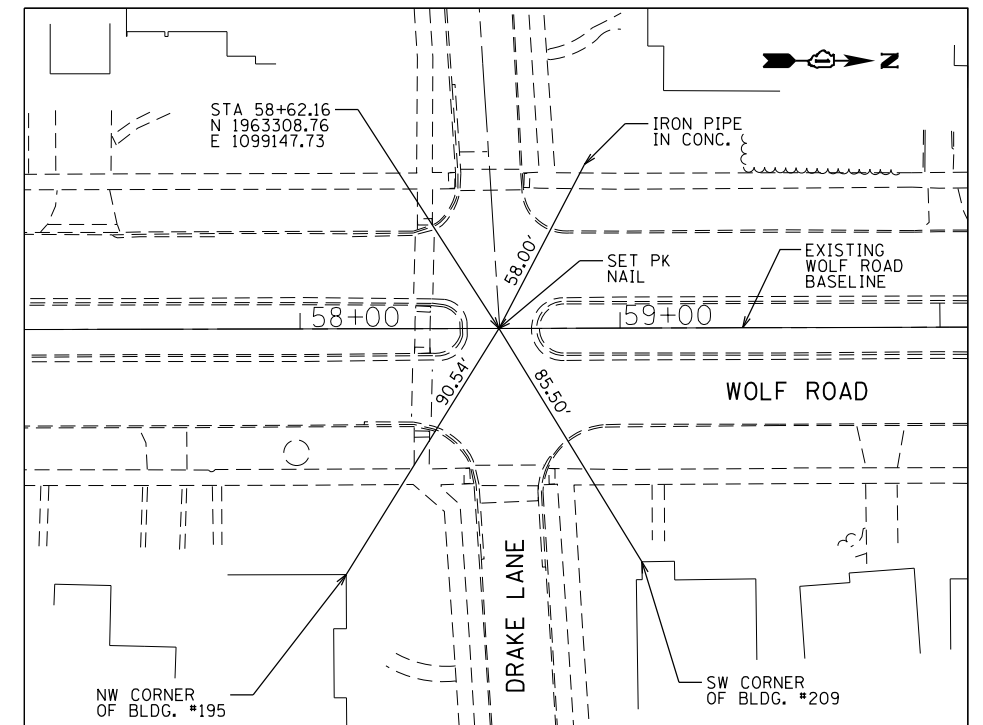 STA 58+62.16
N 1963308.76
E 1099147.73
IRON PIPE
IN CONC.
N
58.00'
SET PK
NAIL
EXISTING
WOLF ROAD
BASELINE
58+00
59+00
90.54'
85.50'
WOLF ROAD
DRAKE LANE
NW CORNER
OF BLDG. #195
SW CORNER
OF BLDG. #209